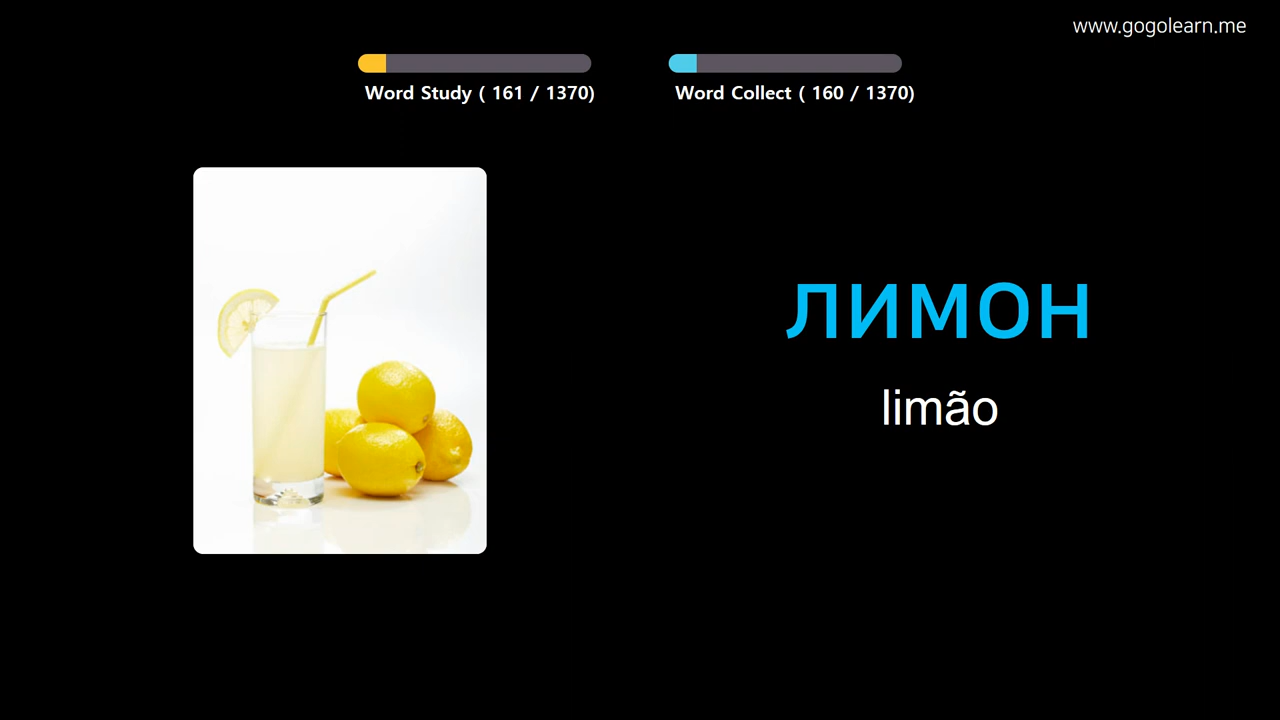 www.gogolearn.me
Word Study ( 161 / 1370)
Word Collect ( 160 / 1370)
лимон
limão